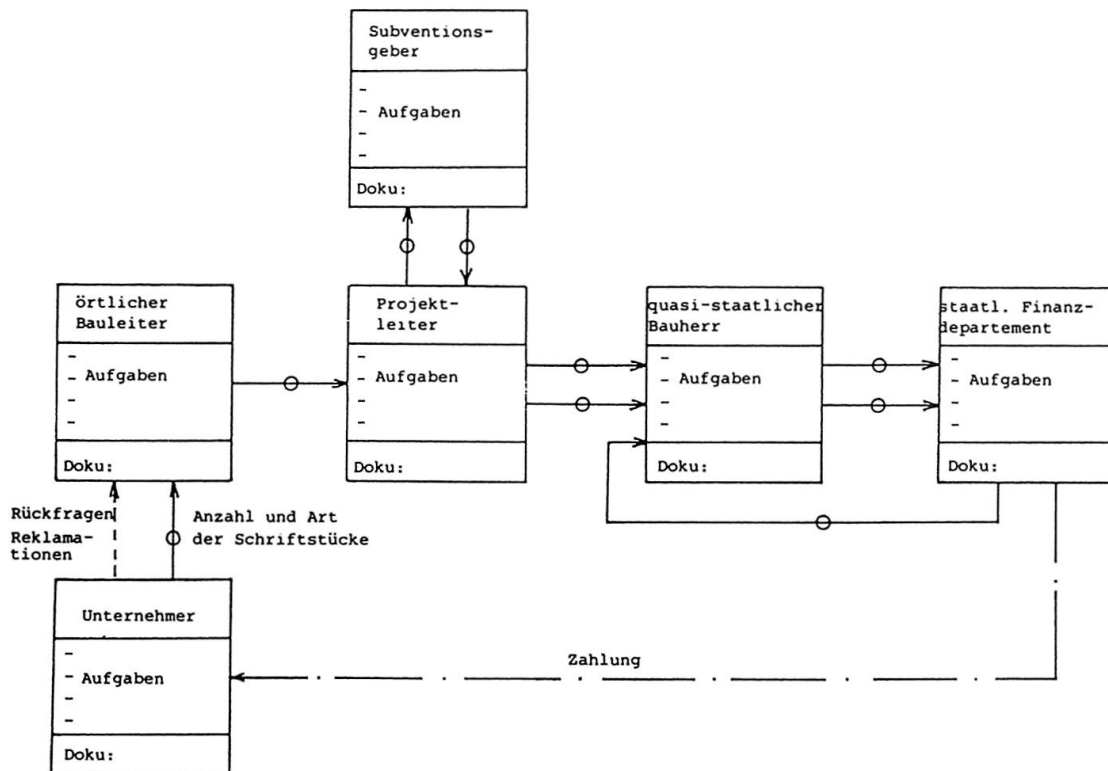 Subventions-
geber
-
- Aufgaben
-
-
Doku:
örtlicher
Bauleiter
-
- Aufgaben
-
-
Doku:
Projekt-
leiter
-
- Aufgaben
-
-
Doku:
quasi-staatlicher
Bauherr
-
- Aufgaben
-
-
Doku:
staatl. Finanz-
departement
-
- Aufgaben
-
-
Doku:
Rückfragen
Reklama-
tionen
Anzahl und Art
der Schriftstücke
Unternehmer
-
- Aufgaben
-
-
Doku:
Zahlung